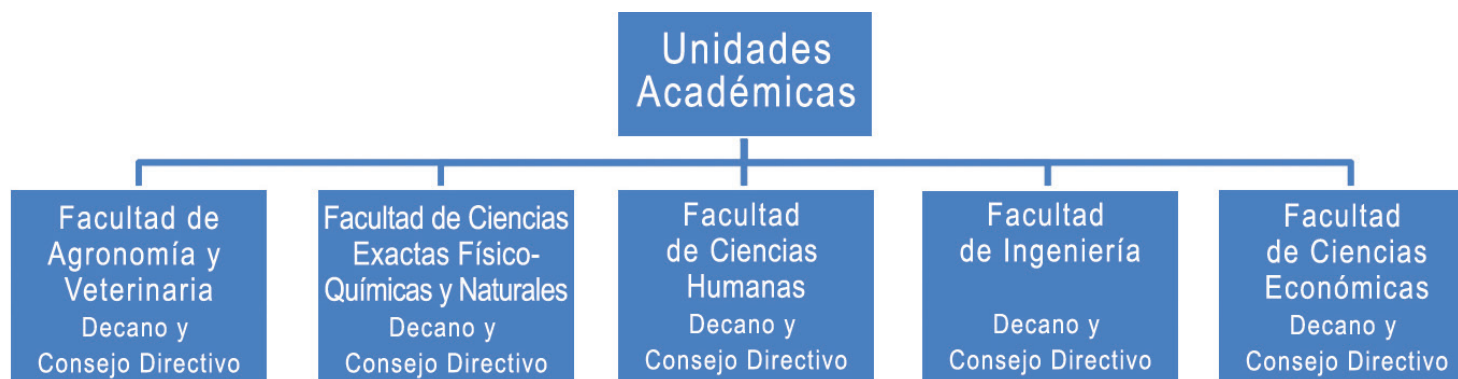 Unidades
Académicas
Facultad de
Agronomía y
Veterinaria
Decano y
Consejo Directivo
Facultad de Ciencias
Exactas Físico-
Químicas y Naturales
Decano y
Consejo Directivo
Facultad
de Ciencias
Humanas
Decano y
Consejo Directivo
Facultad
de Ingeniería
Decano y
Consejo Directivo
Facultad
de Ciencias
Económicas
Decano y
Consejo Directivo